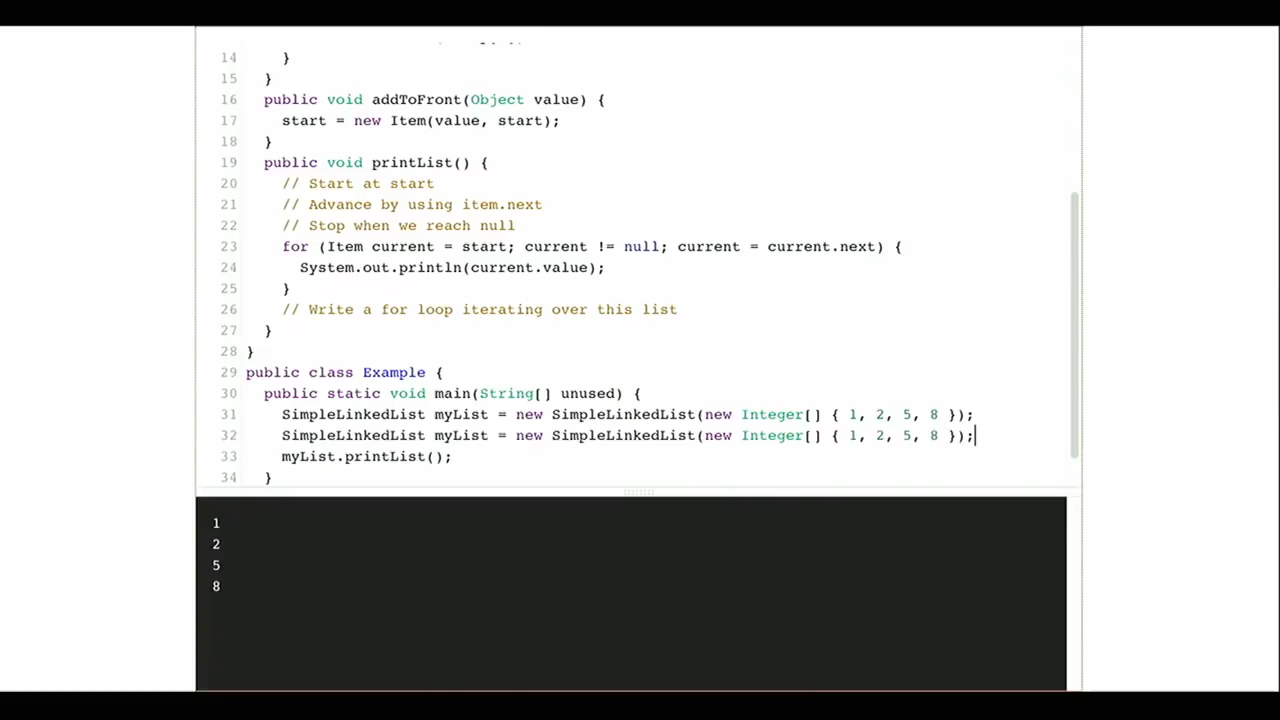 14     }
15   }
16   public void addToFront(Object value) {
17     start = new Item(value, start);
18   }
19   public void printList() {
20     // Start at start
21     // Advance by using item.next
22     // Stop when we reach null
23     for (Item current = start; current != null; current = current.next) {
24       System.out.println(current.value);
25     }
26     // Write a for loop iterating over this list
27   }
28 }
29 public class Example {
30   public static void main(String[] unused) {
31     SimpleLinkedList myList = new SimpleLinkedList(new Integer[] { 1, 2, 5, 8 });
32     SimpleLinkedList myList = new SimpleLinkedList(new Integer[] { 1, 2, 5, 8 });
33     myList.printList();
34   }
1
2
5
8